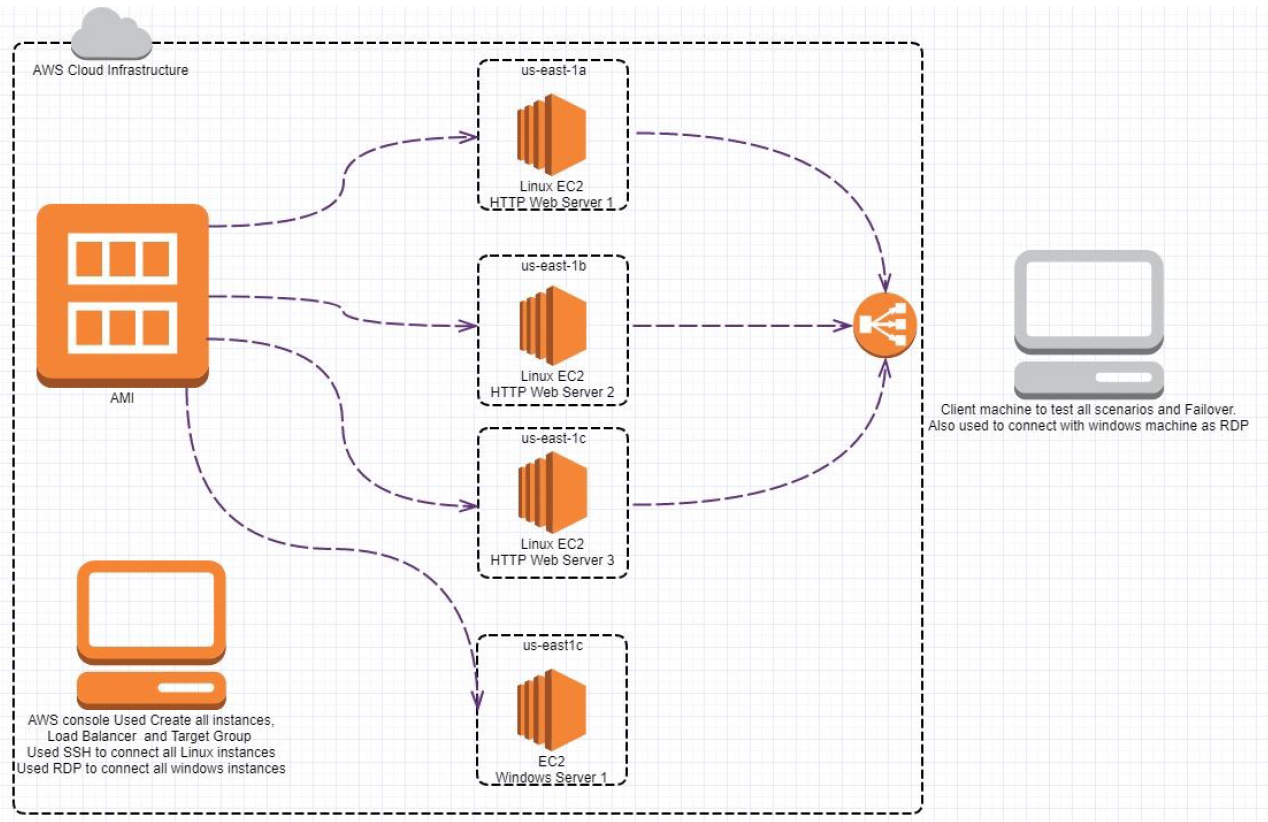 AWS Cloud Infrastructure
us-east-1a
Linux EC2
HTTP Web Server 1
us-east-1b
Linux EC2
HTTP Web Server 2
AMI
Client machine to test all scenarios and Failover.
Also used to connect with windows machine as RDP
us-east-1c
Linux EC2
HTTP Web Server 3
us-east1c
EC2
Windows Server 1
AWS console Used Create all instances,
Load Balancer and Target Group
Used SSH to connect all Linux instances
Used RDP to connect all windows instances